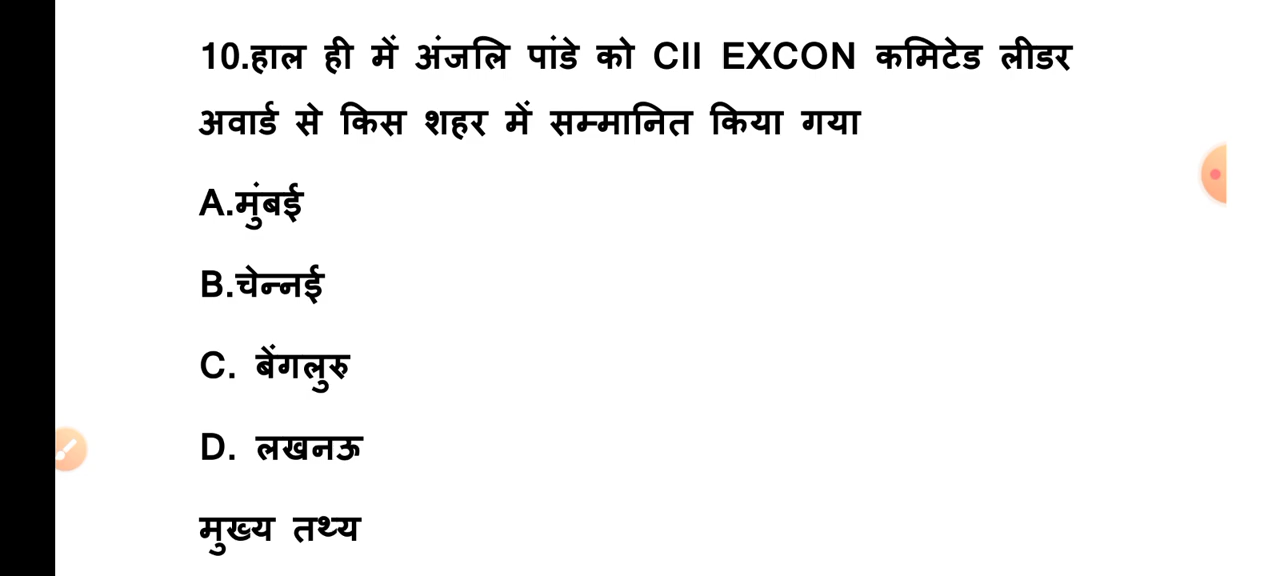 10.हाल ही में अंजलि पांडे को CII EXCON कमिटेड लीडर
अवार्ड से किस शहर में सम्मानित किया गया
A.मुंबई
B.चेन्नई
C. बेंगलुरु
D. लखनऊ
मुख्य तथ्य